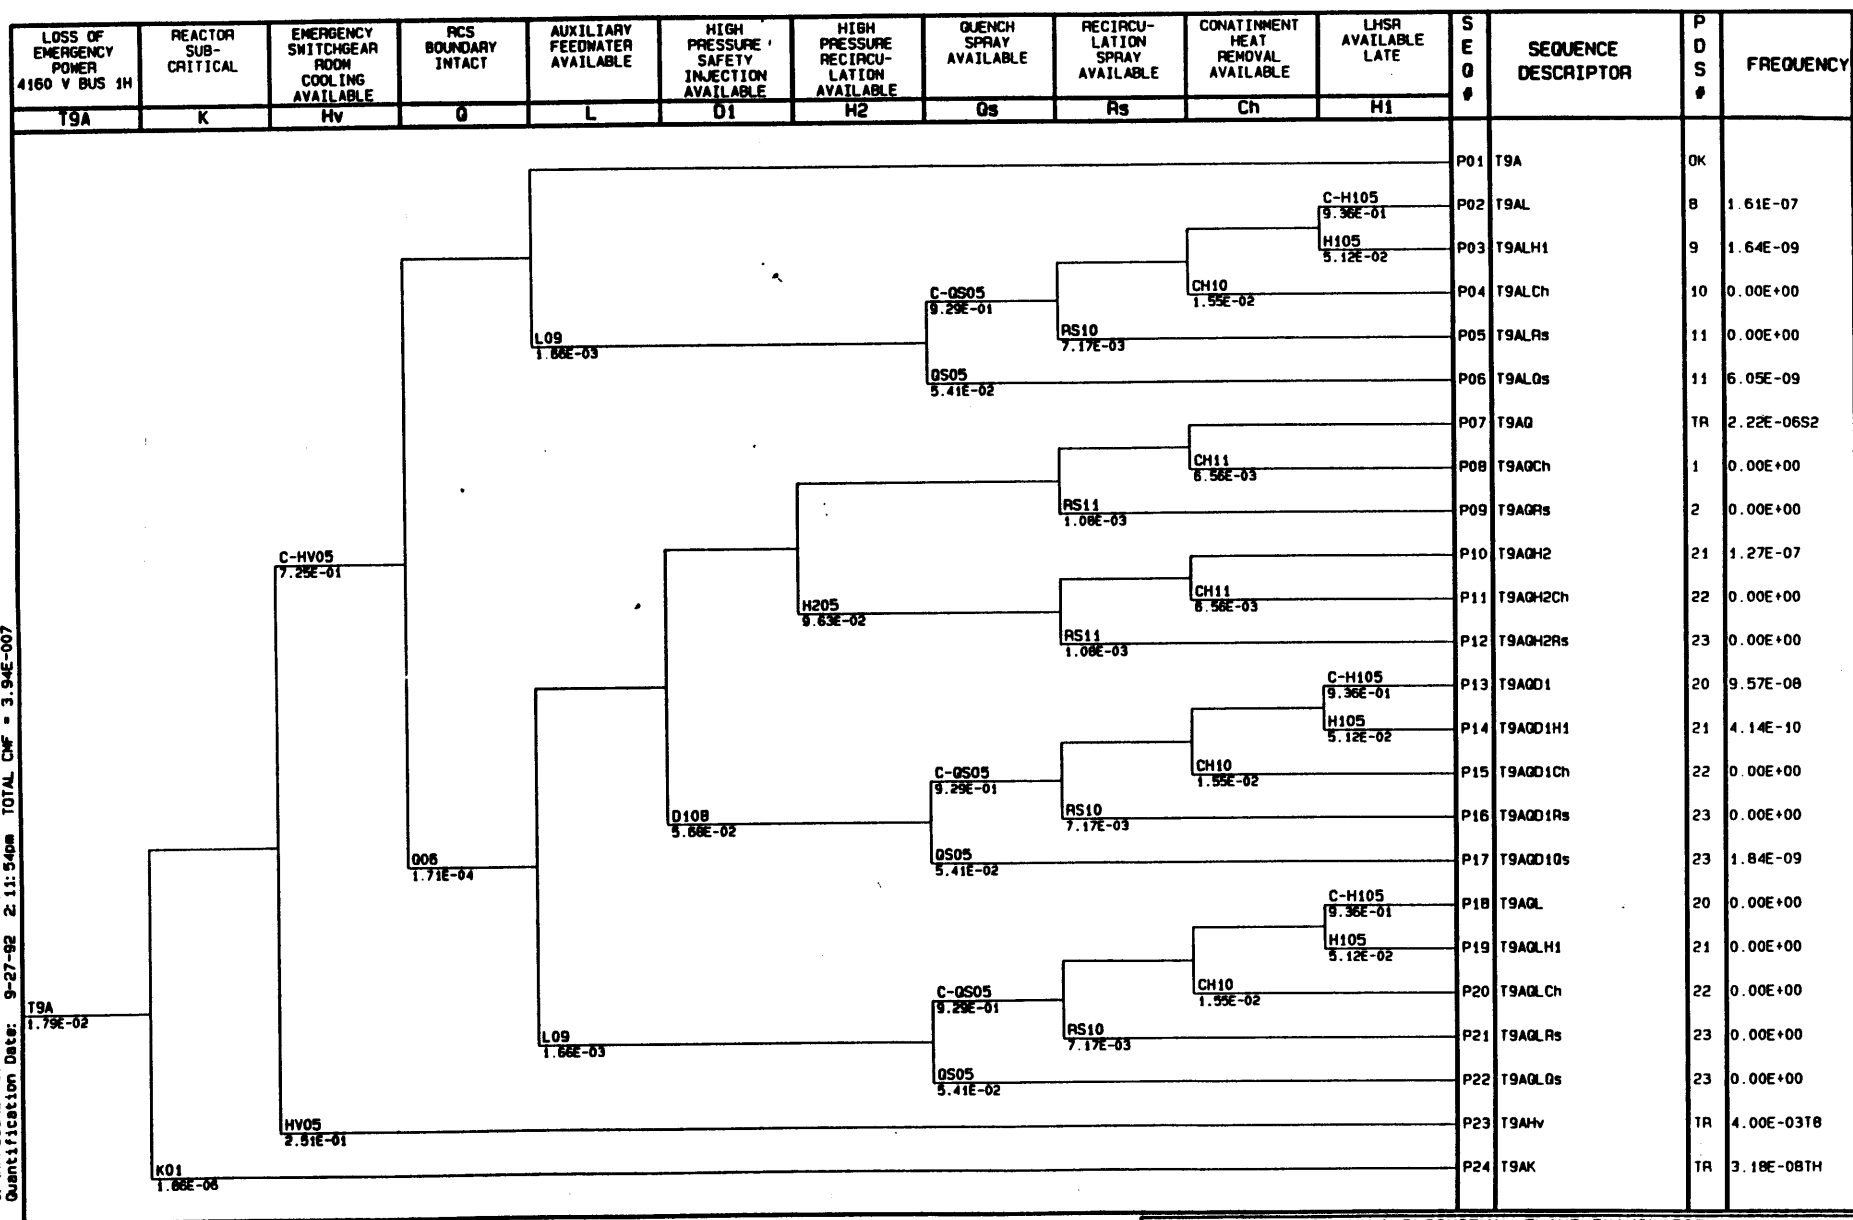 LOSS OF
EMERGENCY
POWER
4160 V BUS 1H
T9A
REACTOR
SUB-
CRITICAL
K
EMERGENCY
SWITCHGEAR
ROOM
COOLING
AVAILABLE
Hv
RCS
BOUNDARY
INTACT
Q
AUXILIARY
FEEDWATER
AVAILABLE
L
HIGH
PRESSURE
SAFETY
INJECTION
AVAILABLE
D1
HIGH
PRESSURE
RECIRCU-
LATION
AVAILABLE
H2
QUENCH
SPRAY
AVAILABLE
Qs
RECIRCU-
LATION
SPRAY
AVAILABLE
Rs
CONATINMENT
HEAT
REMOVAL
AVAILABLE
Ch
LHSR
AVAILABLE
LATE
H1
SEQ#
SEQUENCE
DESCRIPTOR
PDS#
FREQUENCY
P01 T9A OK
C-H105
9.36E-01
P02 T9AL 8 1.61E-07
H105
5.12E-02
P03 T9ALH1 9 1.64E-09
CH10
1.55E-02
P04 T9ALCh 10 0.00E+00
C-QS05
9.29E-01
RS10
7.17E-03
P05 T9ALRs 11 0.00E+00
L09
1.66E-03
QS05
5.41E-02
P06 T9ALQs 11 6.05E-09
P07 T9AQ TR 2.22E-06S2
CH11
6.56E-03
P08 T9AQCh 1 0.00E+00
RS11
1.08E-03
P09 T9AQRs 2 0.00E+00
C-HV05
7.25E-01
P10 T9AQH2 21 1.27E-07
CH11
6.56E-03
P11 T9AQH2Ch 22 0.00E+00
H205
9.63E-02
RS11
1.08E-03
P12 T9AQH2Rs 23 0.00E+00
C-H105
9.36E-01
P13 T9AQD1 20 9.57E-08
H105
5.12E-02
P14 T9AQD1H1 21 4.14E-10
CH10
1.55E-02
P15 T9AQD1Ch 22 0.00E+00
C-QS05
9.29E-01
RS10
7.17E-03
P16 T9AQD1Rs 23 0.00E+00
D108
5.68E-02
QS05
5.41E-02
P17 T9AQD1Qs 23 1.84E-09
Q06
1.71E-04
C-H105
9.36E-01
P18 T9AQL 20 0.00E+00
H105
5.12E-02
P19 T9AQLH1 21 0.00E+00
CH10
1.55E-02
P20 T9AQLCh 22 0.00E+00
C-QS05
9.29E-01
T9A
1.79E-02
RS10
7.17E-03
P21 T9AQLRs 23 0.00E+00
L09
1.66E-03
QS05
5.41E-02
P22 T9AQLQs 23 0.00E+00
HV05
2.51E-01
P23 T9AHv TR 4.00E-03T8
K01
1.86E-06
P24 T9AK TR 3.18E-08TH
Quantification Date: 9-27-92 2:11:54pm TOTAL CMF = 3.94E-007